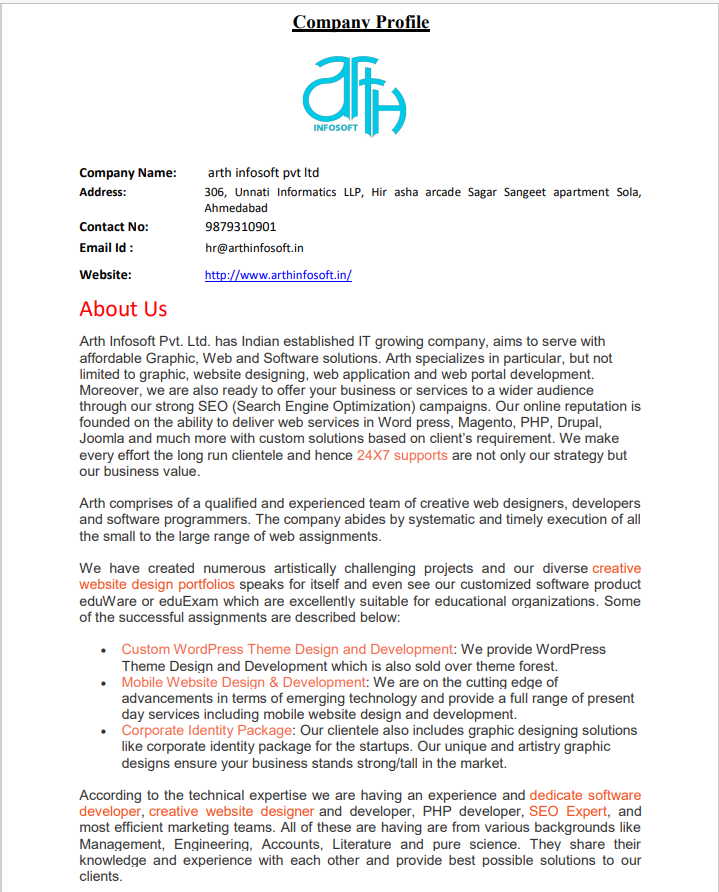 Company Profile
arth
INFOSOFT
Company Name: arth infosoft pvt ltd
Address: 306, Unnati Informatics LLP, Hir asha arcade Sagar Sangeet apartment Sola,
Ahmedabad
Contact No: 9879310901
Email Id : hr@arthinfosoft.in
Website: http://www.arthinfosoft.in/
About Us
Arth Infosoft Pvt. Ltd. has Indian established IT growing company, aims to serve with
affordable Graphic, Web and Software solutions. Arth specializes in particular, but not
limited to graphic, website designing, web application and web portal development.
Moreover, we are also ready to offer your business or services to a wider audience
through our strong SEO (Search Engine Optimization) campaigns. Our online reputation is
founded on the ability to deliver web services in Word press, Magento, PHP, Drupal,
Joomla and much more with custom solutions based on client's requirement. We make
every effort the long run clientele and hence 24X7 supports are not only our strategy but
our business value.
Arth comprises of a qualified and experienced team of creative web designers, developers
and software programmers. The company abides by systematic and timely execution of all
the small to the large range of web assignments.
We have created numerous artistically challenging projects and our diverse creative
website design portfolios speaks for itself and even see our customized software product
eduWare or eduExam which are excellently suitable for educational organizations. Some
of the successful assignments are described below:
• Custom WordPress Theme Design and Development: We provide WordPress
Theme Design and Development which is also sold over theme forest.
• Mobile Website Design & Development: We are on the cutting edge of
advancements in terms of emerging technology and provide a full range of present
day services including mobile website design and development.
• Corporate Identity Package: Our clientele also includes graphic designing solutions
like corporate identity package for the startups. Our unique and artistry graphic
designs ensure your business stands strong/tall in the market.
According to the technical expertise we are having an experience and dedicate software
developer, creative website designer and developer, PHP developer, SEO Expert, and
most efficient marketing teams. All of these are having are from various backgrounds like
Management, Engineering, Accounts, Literature and pure science. They share their
knowledge and experience with each other and provide best possible solutions to our
clients.